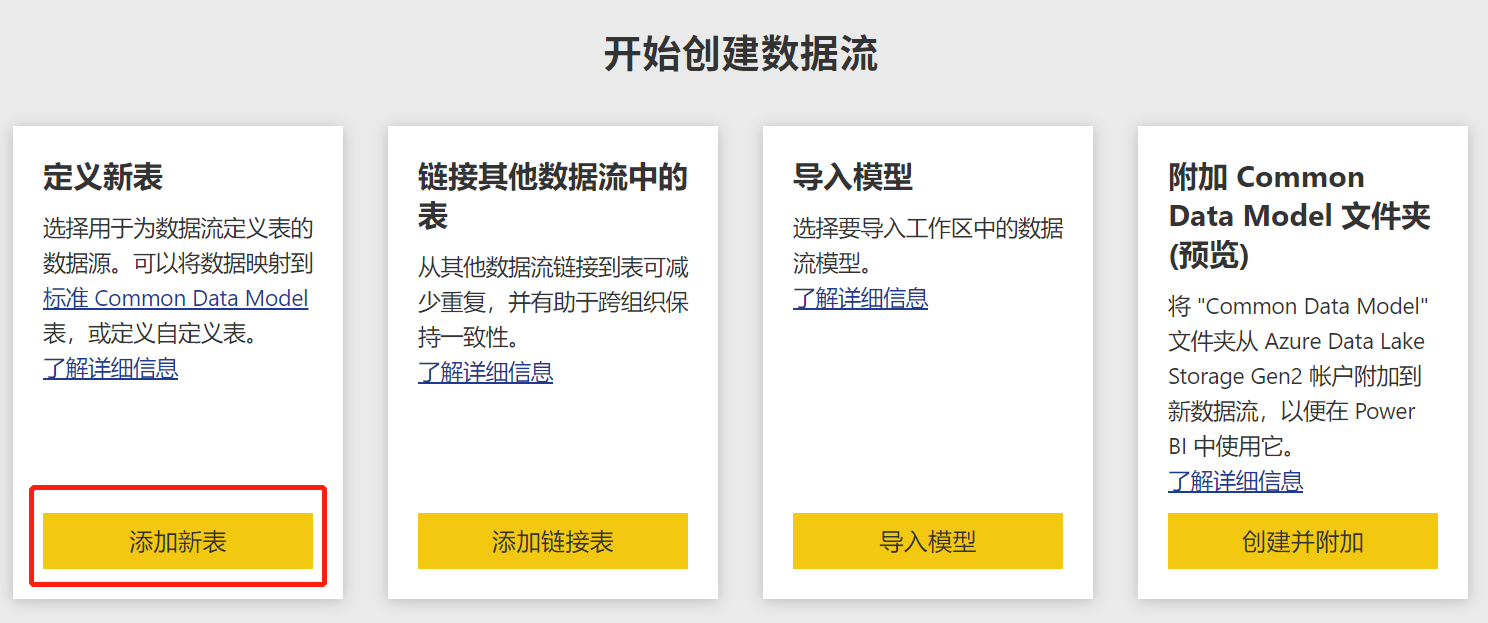 开始创建数据流
定义新表
选择用于为数据流定义表的
数据源。可以将数据映射到
标准 Common Data Model
表，或定义自定义表。
了解详细信息
添加新表
链接其他数据流中的
表
从其他数据流链接到表可减
少重复，并有助于跨组织保
持一致性。
了解详细信息
添加链接表
导入模型
选择要导入工作区中的数据
流模型。
了解详细信息
导入模型
附加 Common
Data Model 文件夹
(预览)
将 "Common Data Model"
文件夹从 Azure Data Lake
Storage Gen2 帐户附加到
新数据流，以便在 Power
BI 中使用它。
了解详细信息
创建并附加